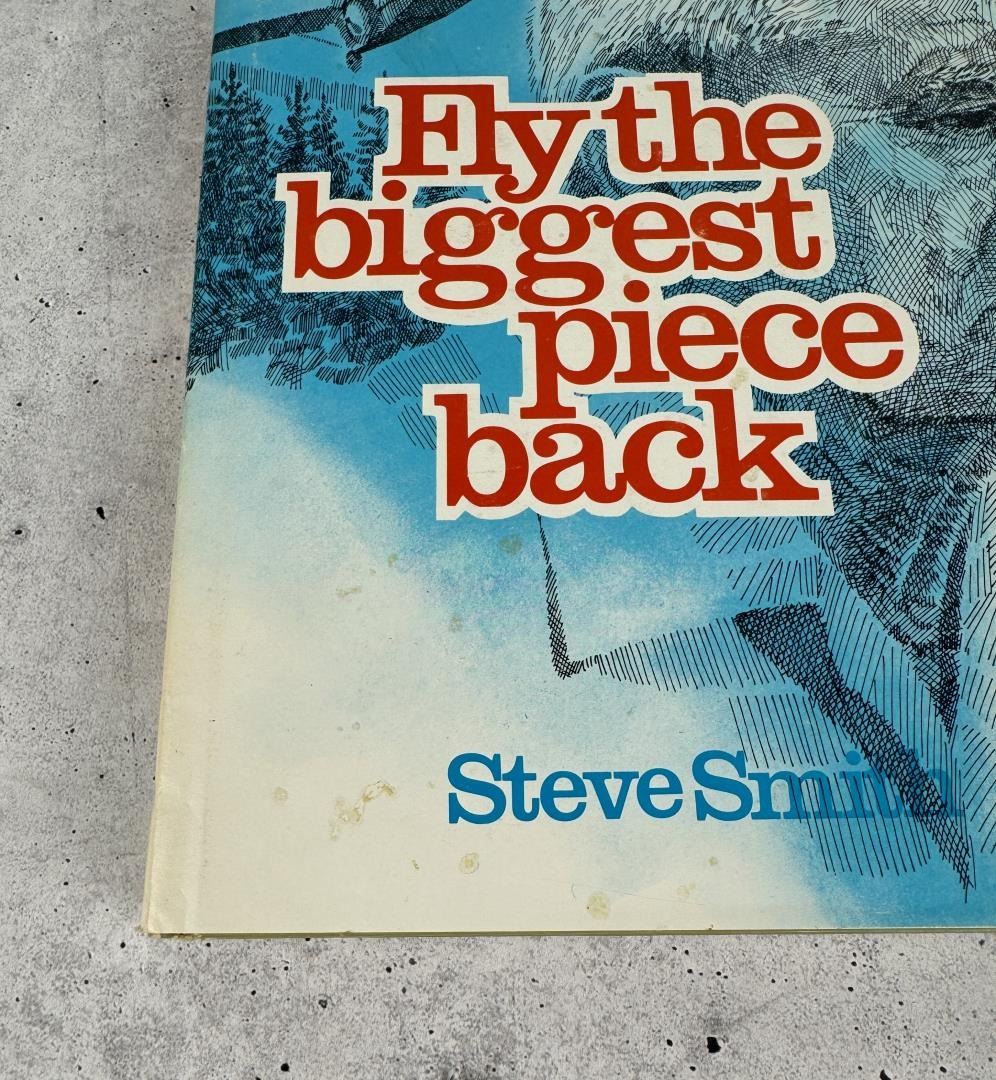 Fly the
biggest
piece
back
Steve Smith